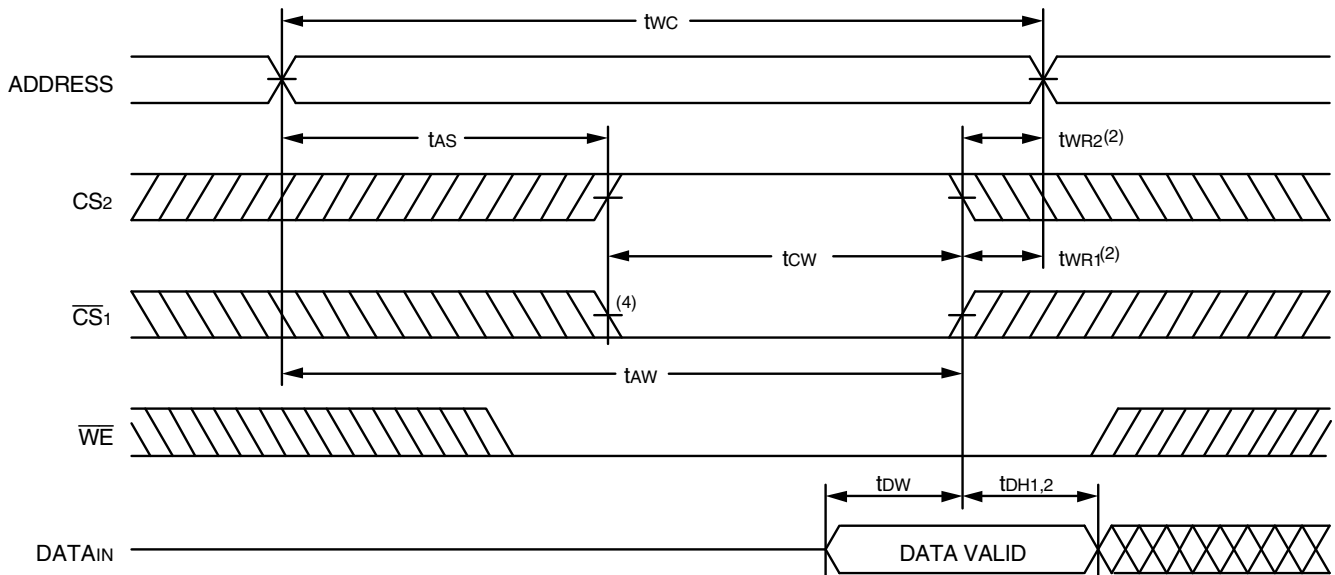 tWC
ADDRESS
tAS
tWR2(2)
CS2
tCW
tWR1(2)
CS1
(4)
tAW
WE
tDW
tDH1,2
DATAIN
DATA VALID